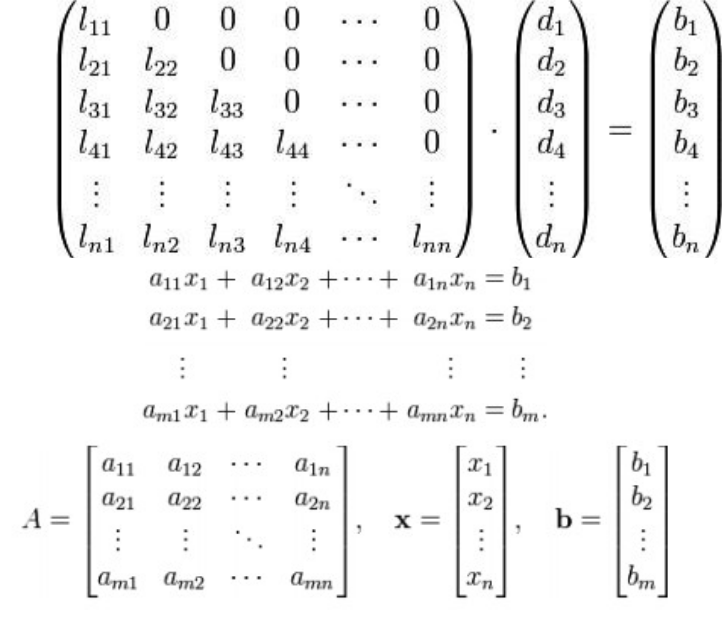 l₁₁ 0 0 0 ⋯ 0 d₁ b₁
l₂₁ l₂₂ 0 0 ⋯ 0 d₂ b₂
l₃₁ l₃₂ l₃₃ 0 ⋯ 0 d₃ b₃
l₄₁ l₄₂ l₄₃ l₄₄ ⋯ 0 · d₄ = b₄
⋮ ⋮ ⋮ ⋮ ⋱ ⋮ ⋮ ⋮
lₙ₁ lₙ₂ lₙ₃ lₙ₄ ⋯ lₙₙ dₙ bₙ
a₁₁x₁ + a₁₂x₂ + ⋯ + a₁ₙxₙ = b₁
a₂₁x₁ + a₂₂x₂ + ⋯ + a₂ₙxₙ = b₂
⋮ ⋮ ⋮ ⋮
aₘ₁x₁ + aₘ₂x₂ + ⋯ + aₘₙxₙ = bₘ.
a₁₁ a₁₂ ⋯ a₁ₙ x₁ b₁
a₂₁ a₂₂ ⋯ a₂ₙ x₂ b₂
A = ⋮ ⋮ ⋱ ⋮ , x = ⋮ , b = ⋮
aₘ₁ aₘ₂ ⋯ aₘₙ xₙ bₘ